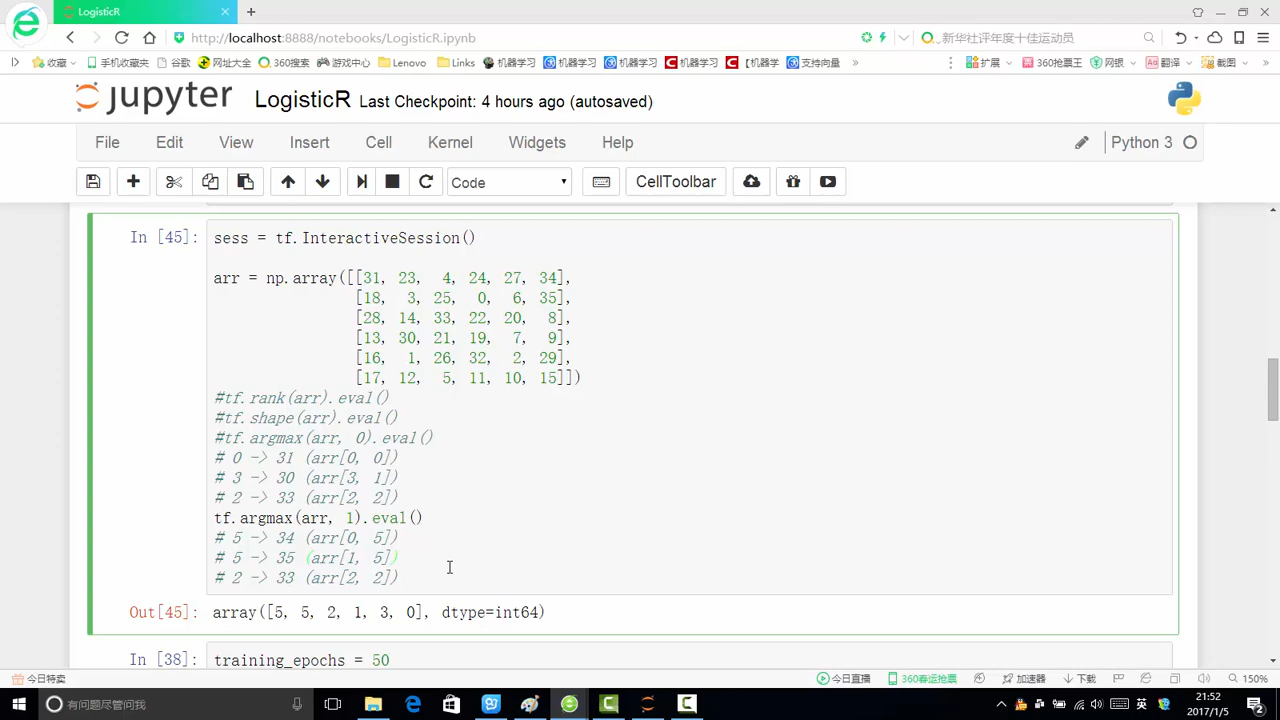 LogisticR
http://localhost:8888/notebooks/LogisticR.ipynb
新华社评年度十佳运动员
收藏 手机收藏夹 谷歌 网址大全 360搜索 游戏中心 Lenovo Links 机器学习 机器学习 机器学习 机器学习 【机器学 支持向量 扩展 360抢票王 网银 翻译 截图
jupyter LogisticR Last Checkpoint: 4 hours ago (autosaved)
File Edit View Insert Cell Kernel Widgets Help Python 3
Code CellToolbar
In [45]: sess = tf.InteractiveSession()
arr = np.array([[31, 23, 4, 24, 27, 34],
[18, 3, 25, 0, 6, 35],
[28, 14, 33, 22, 20, 8],
[13, 30, 21, 19, 7, 9],
[16, 1, 26, 32, 2, 29],
[17, 12, 5, 11, 10, 15]])
#tf.rank(arr).eval()
#tf.shape(arr).eval()
#tf.argmax(arr, 0).eval()
# 0 -> 31 (arr[0, 0])
# 3 -> 30 (arr[3, 1])
# 2 -> 33 (arr[2, 2])
tf.argmax(arr, 1).eval()
# 5 -> 34 (arr[0, 5])
# 5 -> 35 (arr[1, 5])
# 2 -> 33 (arr[2, 2])
Out[45]: array([5, 5, 2, 1, 3, 0], dtype=int64)
In [38]: training_epochs = 50
今日特卖 今日直播 360春运抢票 加速器 下载 150%
有问题尽管问我 英 21:52
2017/1/5